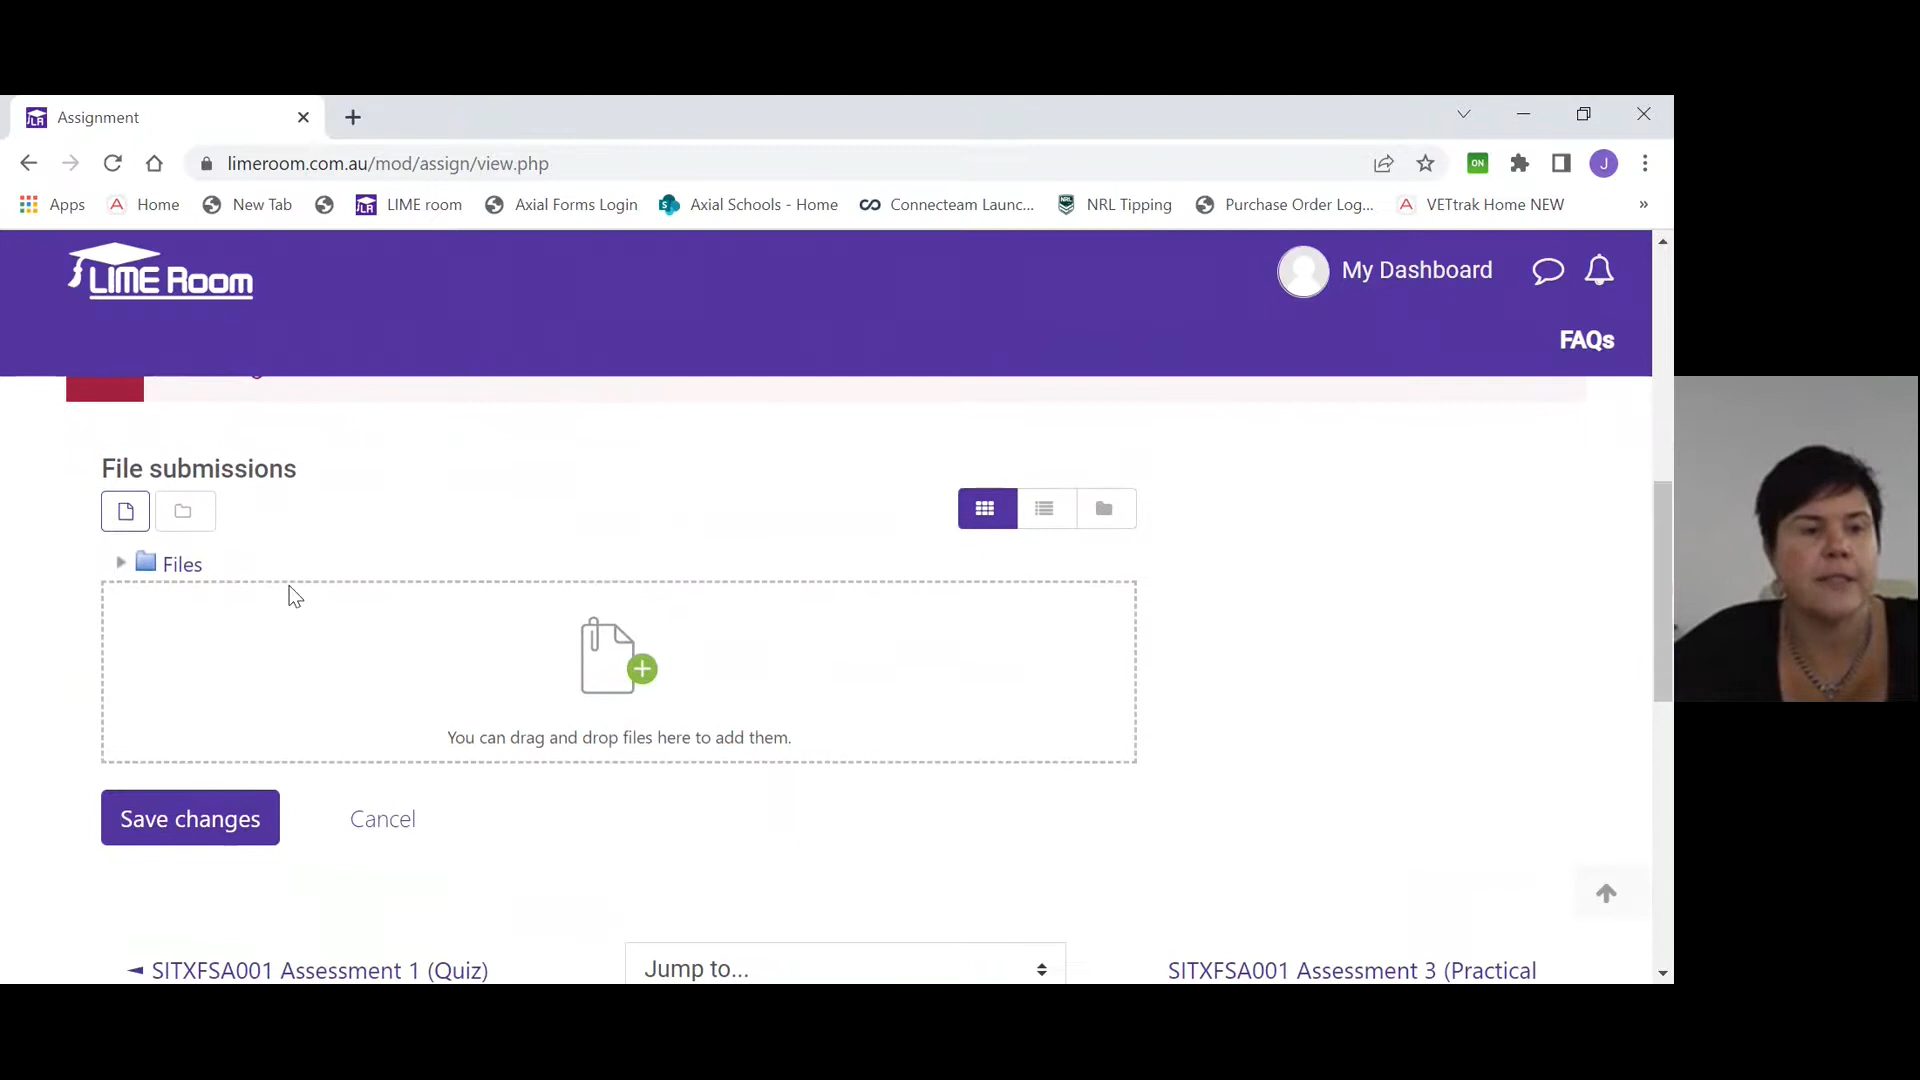 Assignment
limeroom.com.au/mod/assign/view.php
ON
J
Apps
Home
New Tab
LIME room
Axial Forms Login
Axial Schools - Home
Connecteam Launc...
NRL Tipping
Purchase Order Log...
VETtrak Home NEW
»
LIME Room
My Dashboard
FAQs
File submissions
Files
You can drag and drop files here to add them.
Save changes
Cancel
◄ SITXFSA001 Assessment 1 (Quiz)
Jump to...
SITXFSA001 Assessment 3 (Practical